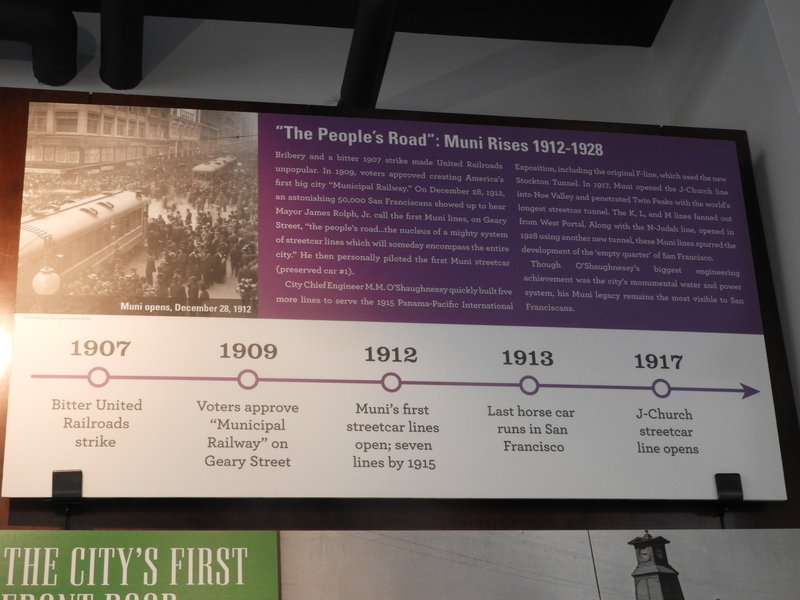 "The People's Road": Muni Rises 1912-1928
Bribery and a bitter 1907 strike made United Railroads
unpopular. In 1909, voters approved creating America's
first big city "Municipal Railway." On December 28, 1912,
an astonishing 50,000 San Franciscans showed up to hear
Mayor James Rolph, Jr. call the first Muni lines, on Geary
Street, "the people's road...the nucleus of a mighty system
of streetcar lines which will someday encompass the entire
city." He then personally piloted the first Muni streetcar
(preserved car #1).
City Chief Engineer M.M. O'Shaughnessy quickly built five
more lines to serve the 1915 Panama-Pacific International
Exposition, including the original F-line, which used the new
Stockton Tunnel. In 1917, Muni opened the J-Church line
into Noe Valley and penetrated Twin Peaks with the world's
longest streetcar tunnel. The K, L, and M lines fanned out
from West Portal. Along with the N-Judah line, opened in
1928 using another new tunnel, these Muni lines spurred the
development of the 'empty quarter' of San Francisco.
Though O'Shaughnessy's biggest engineering
achievement was the city's monumental water and power
system, his Muni legacy remains the most visible to San
Franciscans.
Muni opens, December 28, 1912
1907
Bitter United
Railroads
strike
1909
Voters approve
"Municipal
Railway" on
Geary Street
1912
Muni's first
streetcar lines
open; seven
lines by 1915
1913
Last horse car
runs in San
Francisco
1917
J-Church
streetcar
line opens
THE CITY'S FIRST
FRONT DOOR